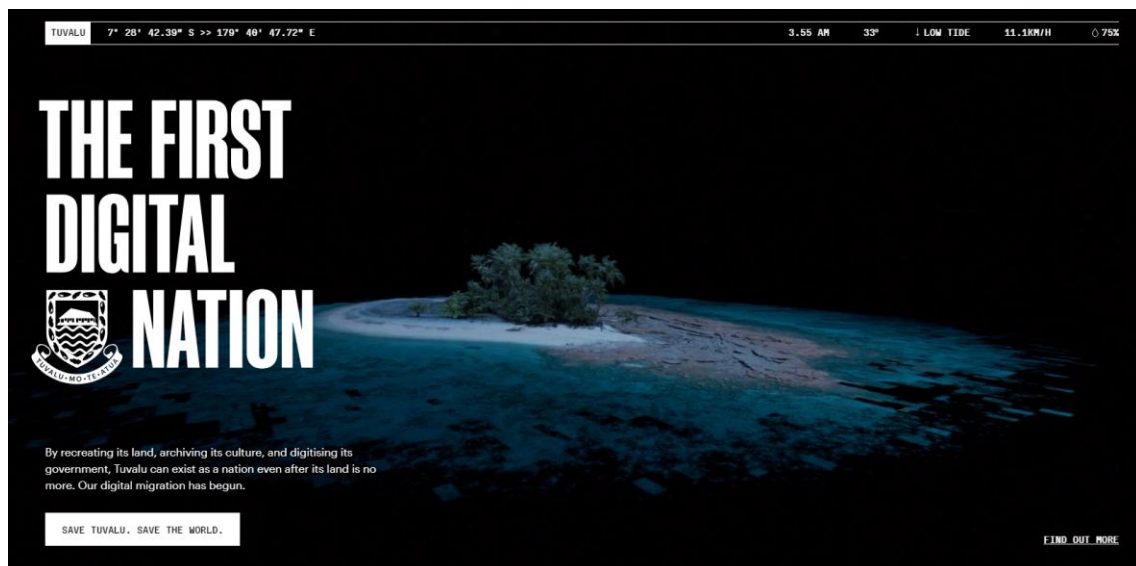 TUVALU 7° 28' 42.39" S >> 179° 40' 47.72" E 3.55 AM 33° ↓ LOW TIDE 11.1KM/H 75%
THE FIRST
DIGITAL
NATION
TUVALU·MO·TE·ATUA
By recreating its land, archiving its culture, and digitising its
government, Tuvalu can exist as a nation even after its land is no
more. Our digital migration has begun.
SAVE TUVALU. SAVE THE WORLD.
FIND OUT MORE